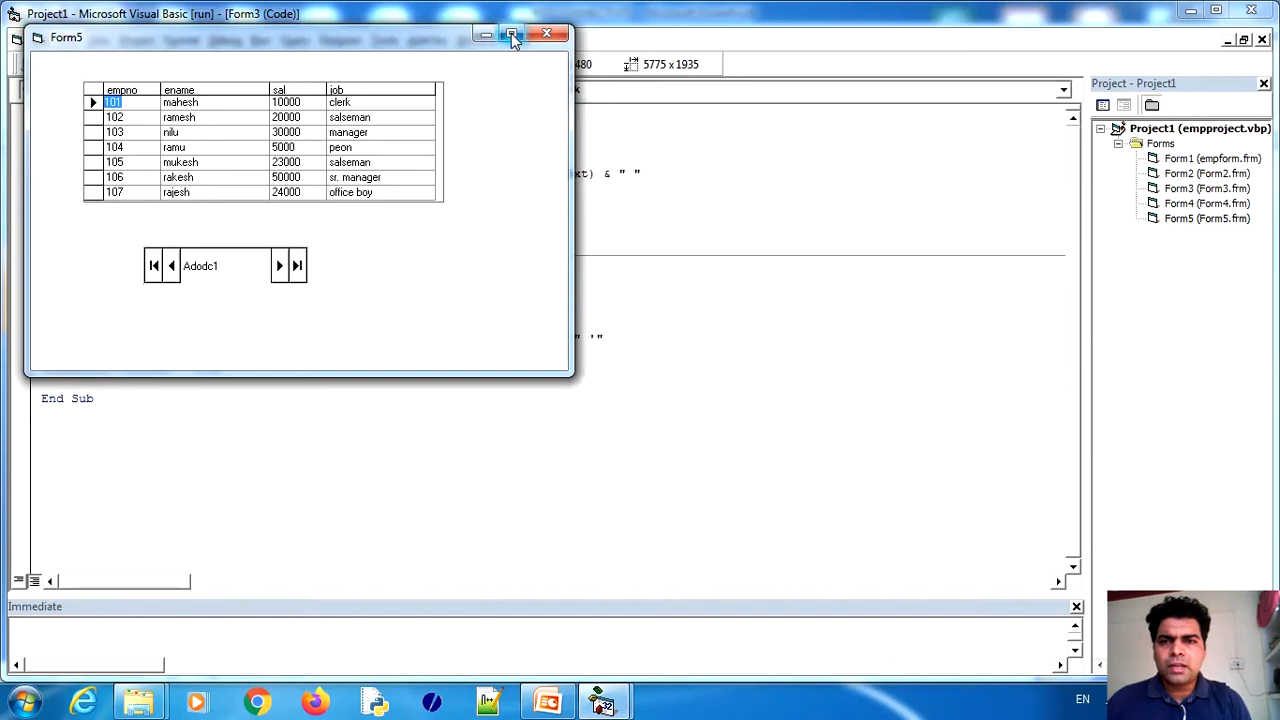 Project1 - Microsoft Visual Basic [run] - [Form3 (Code)]
Form5
480
5775 x 1935
empno ename sal job
101 mahesh 10000 clerk
102 ramesh 20000 salseman
103 nilu 30000 manager
104 ramu 5000 peon
105 mukesh 23000 salseman
106 rakesh 50000 sr. manager
107 rajesh 24000 office boy
Adodc1
xt) & " "
" '"
End Sub
Immediate
Project - Project1
Project1 (empproject.vbp)
Forms
Form1 (empform.frm)
Form2 (Form2.frm)
Form3 (Form3.frm)
Form4 (Form4.frm)
Form5 (Form5.frm)
32
EN